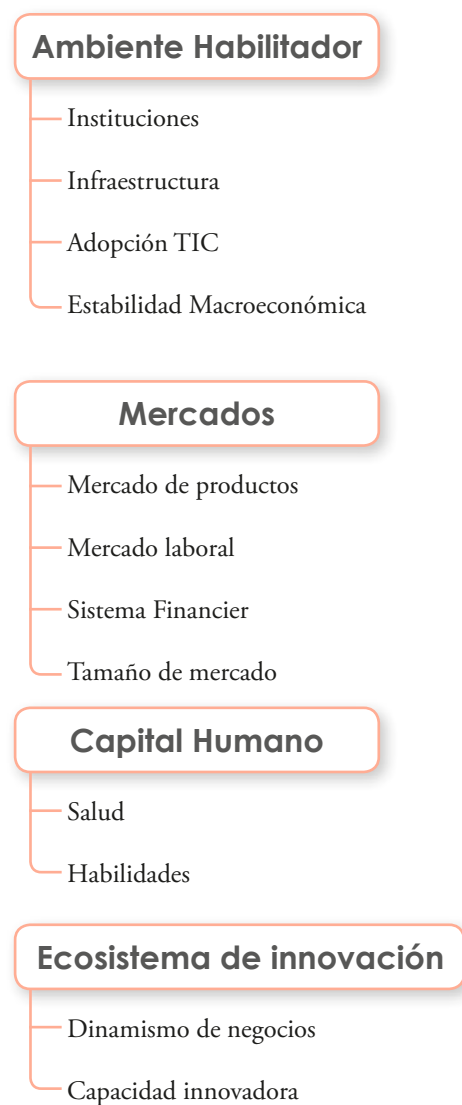 Ambiente Habilitador
Instituciones
Infraestructura
Adopción TIC
Estabilidad Macroeconómica
Mercados
Mercado de productos
Mercado laboral
Sistema Financier
Tamaño de mercado
Capital Humano
Salud
Habilidades
Ecosistema de innovación
Dinamismo de negocios
Capacidad innovadora